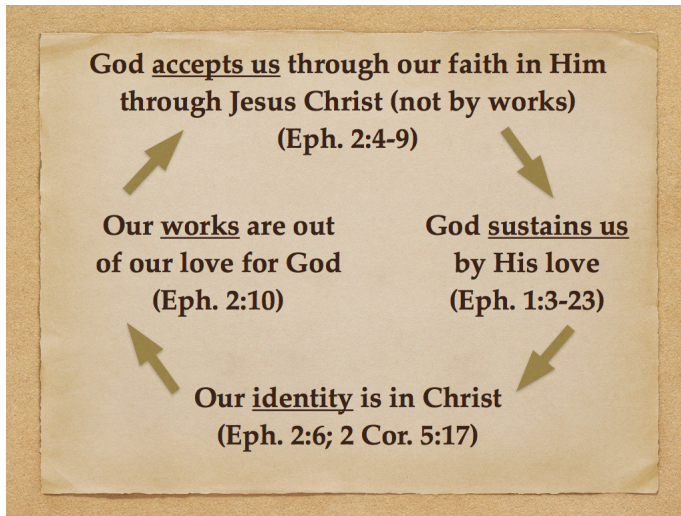 God accepts us through our faith in Him
through Jesus Christ (not by works)
(Eph. 2:4-9)
God sustains us
by His love
(Eph. 1:3-23)
Our identity is in Christ
(Eph. 2:6; 2 Cor. 5:17)
Our works are out
of our love for God
(Eph. 2:10)